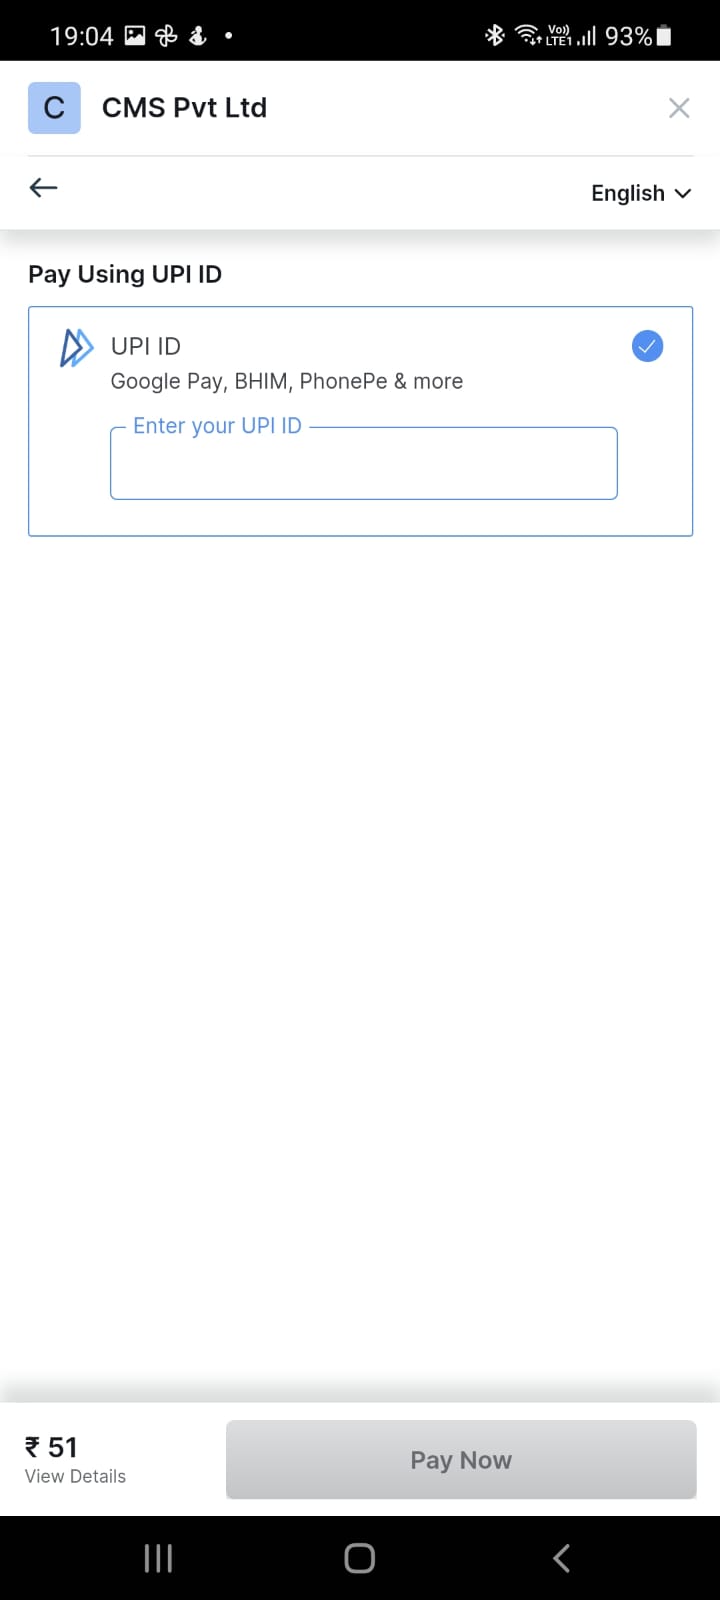 19:04
Vo)) LTE1 93%
C CMS Pvt Ltd
English
Pay Using UPI ID
UPI ID
Google Pay, BHIM, PhonePe & more
Enter your UPI ID
₹ 51
View Details
Pay Now